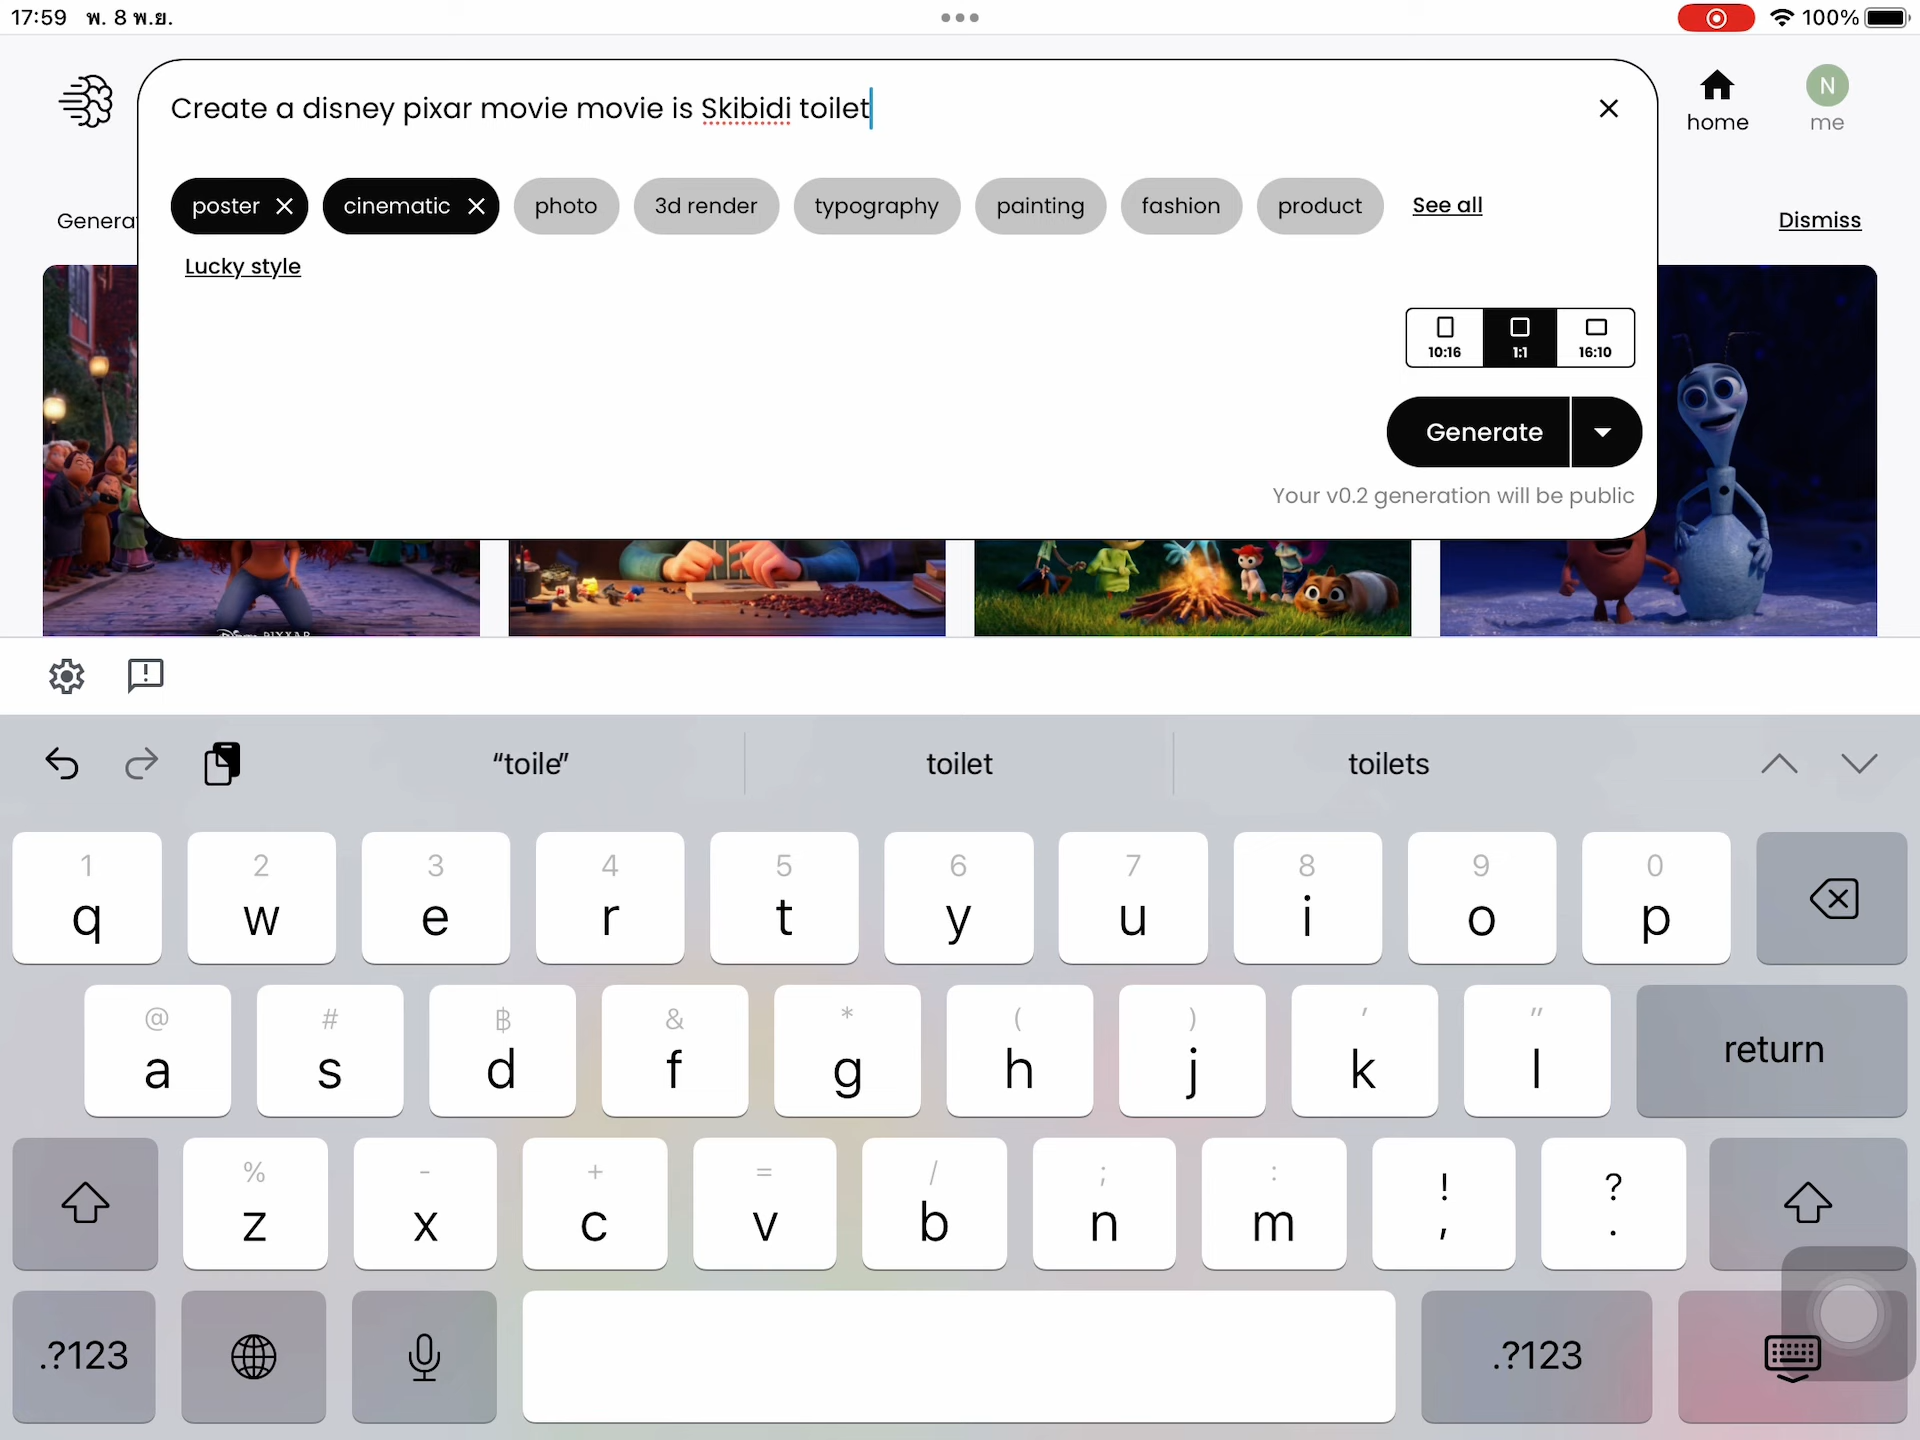 17:59 พ. 8 พ.ย.
100%
Create a disney pixar movie movie is Skibidi toilet
home
N
me
poster
cinematic
photo
3d render
typography
painting
fashion
product
See all
Genera
Dismiss
Lucky style
10:16
1:1
16:10
Generate
Your v0.2 generation will be public
DISNEY PIXAR
“toile”
toilet
toilets
1 2 3 4 5 6 7 8 9 0
q w e r t y u i o p
@ # ฿ & * ( ) ' "
a s d f g h j k l
return
% - + = / ; : ! ?
z x c v b n m , .
.?123
.?123